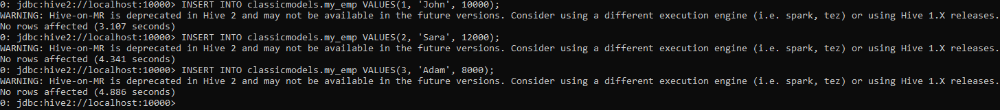 0: jdbc:hive2://localhost:10000> INSERT INTO classicmodels.my_emp VALUES(1, 'John', 10000);
WARNING: Hive-on-MR is deprecated in Hive 2 and may not be available in the future versions. Consider using a different execution engine (i.e. spark, tez) or using Hive 1.X releases.
No rows affected (3.107 seconds)
0: jdbc:hive2://localhost:10000> INSERT INTO classicmodels.my_emp VALUES(2, 'Sara', 12000);
WARNING: Hive-on-MR is deprecated in Hive 2 and may not be available in the future versions. Consider using a different execution engine (i.e. spark, tez) or using Hive 1.X releases.
No rows affected (4.341 seconds)
0: jdbc:hive2://localhost:10000> INSERT INTO classicmodels.my_emp VALUES(3, 'Adam', 8000);
WARNING: Hive-on-MR is deprecated in Hive 2 and may not be available in the future versions. Consider using a different execution engine (i.e. spark, tez) or using Hive 1.X releases.
No rows affected (4.886 seconds)
0: jdbc:hive2://localhost:10000>